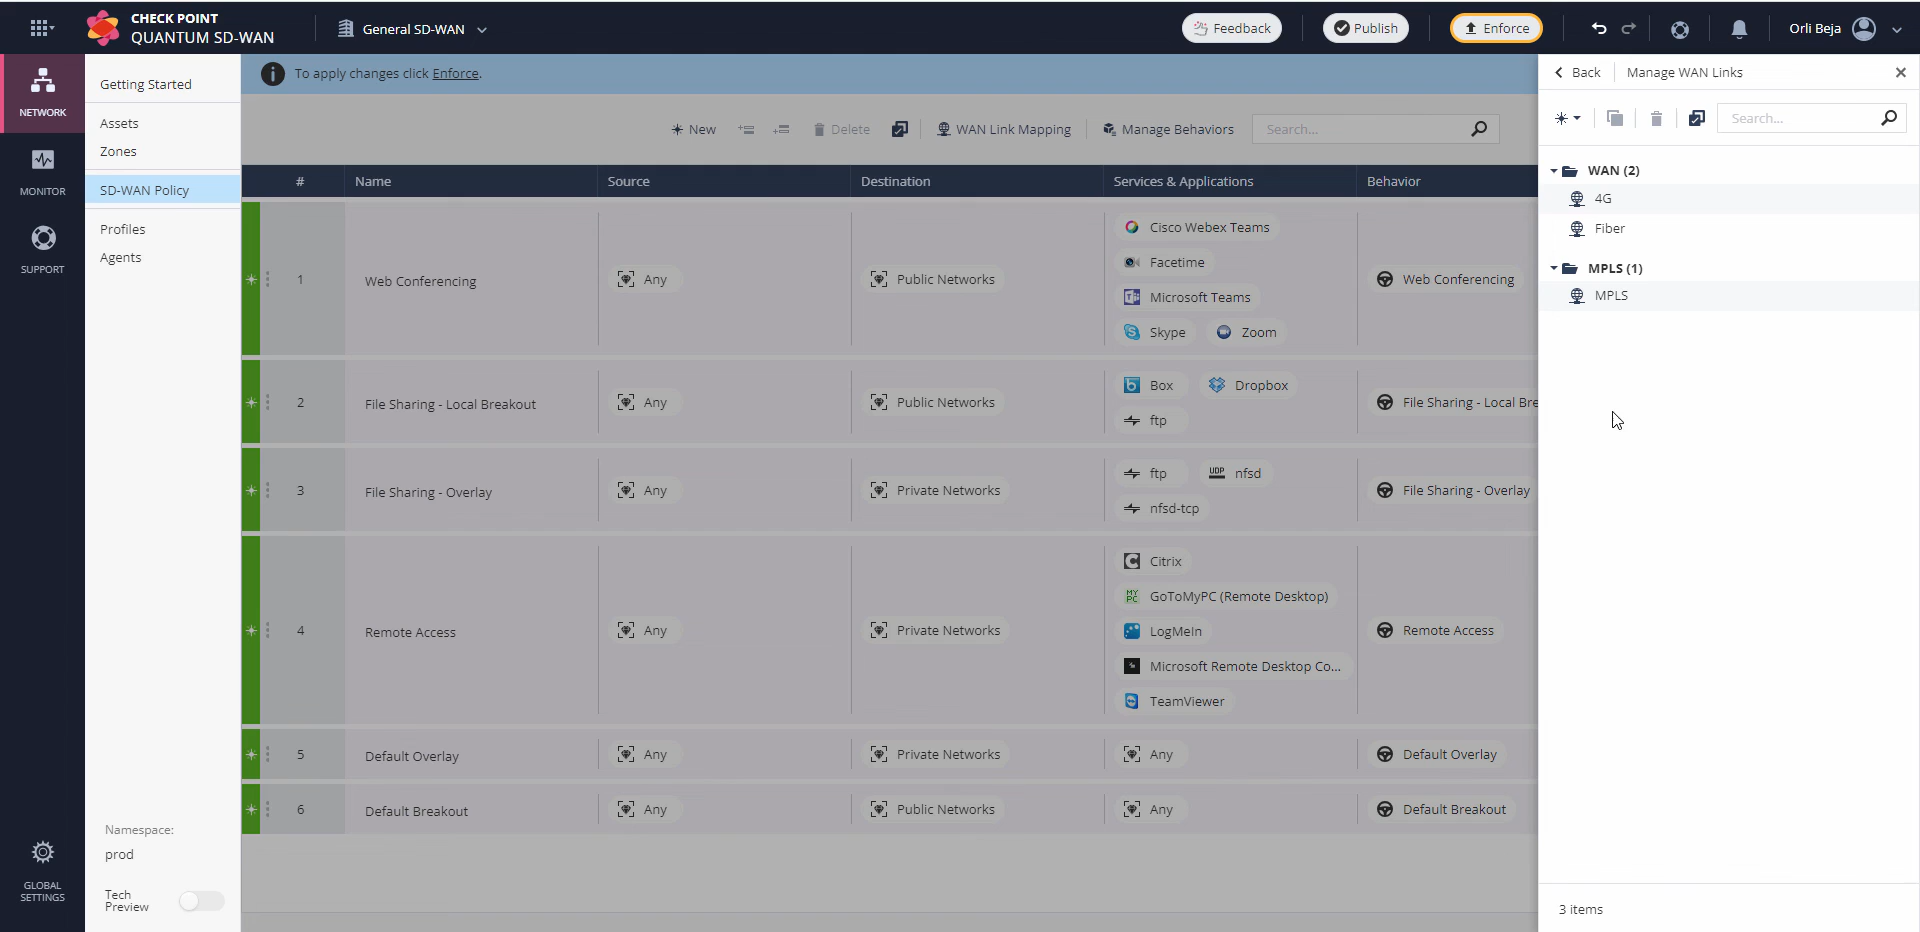 CHECK POINT
QUANTUM SD-WAN
General SD-WAN
Feedback
Publish
Enforce
Orli Beja
NETWORK
MONITOR
SUPPORT
GLOBAL
SETTINGS
Getting Started
Assets
Zones
SD-WAN Policy
Profiles
Agents
Namespace:
prod
Tech
Preview
To apply changes click Enforce.
New
Delete
WAN Link Mapping
Manage Behaviors
Search...
# Name Source Destination Services & Applications Behavior
1 Web Conferencing Any Public Networks
Cisco Webex Teams
Facetime
Microsoft Teams
Skype Zoom
Web Conferencing
2 File Sharing - Local Breakout Any Public Networks
Box Dropbox
ftp
File Sharing - Local Bre
3 File Sharing - Overlay Any Private Networks
ftp UDP nfsd
nfsd-tcp
File Sharing - Overlay
4 Remote Access Any Private Networks
Citrix
MY PC GoToMyPC (Remote Desktop)
LogMeIn
Microsoft Remote Desktop Co...
TeamViewer
Remote Access
5 Default Overlay Any Private Networks Any Default Overlay
6 Default Breakout Any Public Networks Any Default Breakout
Back Manage WAN Links
Search...
WAN (2)
4G
Fiber
MPLS (1)
MPLS
3 items